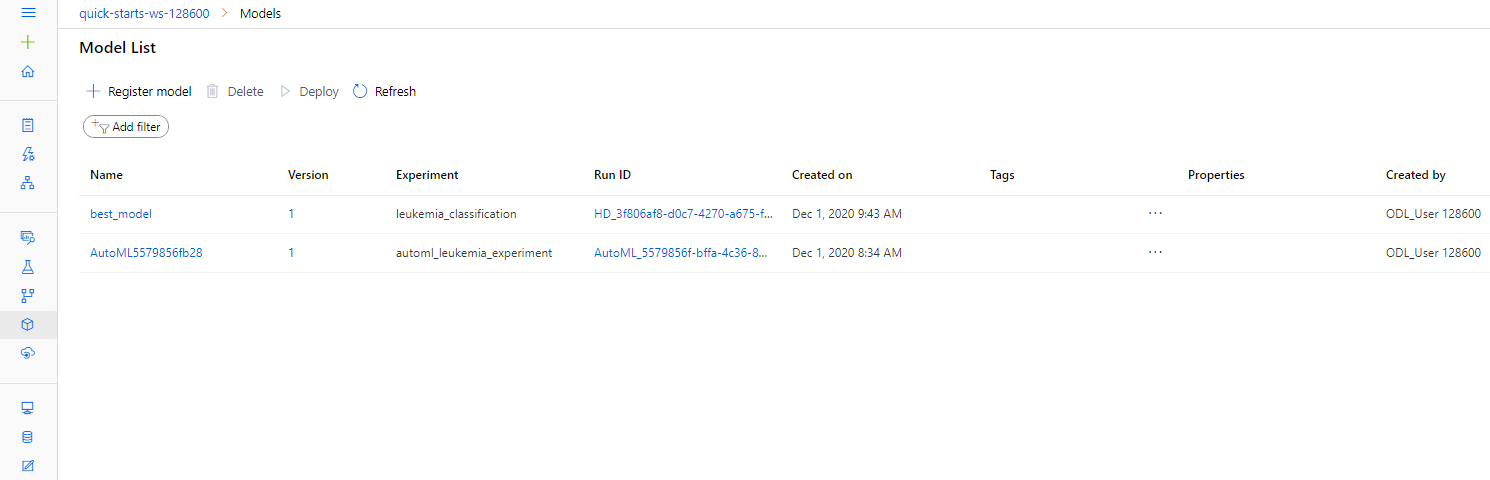 quick-starts-ws-128600 > Models
Model List
Register model Delete Deploy Refresh
Add filter
Name Version Experiment Run ID Created on Tags Properties Created by
best_model 1 leukemia_classification HD_3f806af8-d0c7-4270-a675-f... Dec 1, 2020 9:43 AM ... ODL_User 128600
AutoML5579856fb28 1 automl_leukemia_experiment AutoML_5579856f-bffa-4c36-8... Dec 1, 2020 8:34 AM ... ODL_User 128600